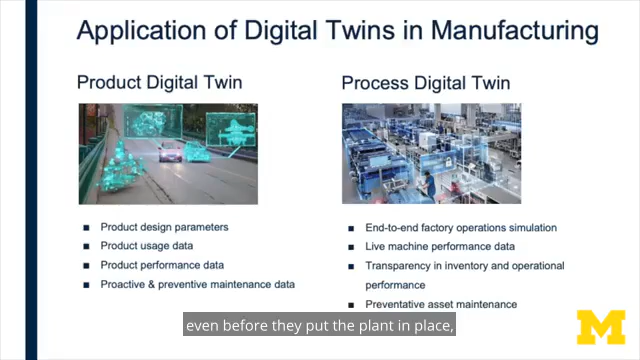 Application of Digital Twins in Manufacturing
Product Digital Twin
■ Product design parameters
■ Product usage data
■ Product performance data
■ Proactive & preventive maintenance data
Process Digital Twin
■ End-to-end factory operations simulation
■ Live machine performance data
■ Transparency in inventory and operational
performance
■ Preventative asset maintenance
even before they put the plant in place,
M